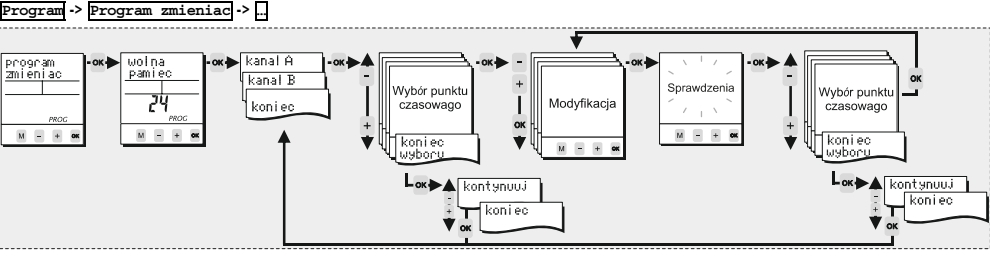 Program -> Program zmieniac -> …
program
zmieniac
PROG
M - + OK
OK
wolna
pamiec
24
PROG
M - + OK
OK
kanal A
kanal B
koniec
OK
-
+
Wybór punktu
czasowago
koniec
wyboru
OK
kontynuuj
koniec
-
+
OK
OK
-
+
OK
Modyfikacja
M - + OK
OK
Sprawdzenia
M - + OK
OK
-
+
Wybór punktu
czasowago
koniec
wyboru
OK
OK
kontynuuj
koniec
-
+
OK